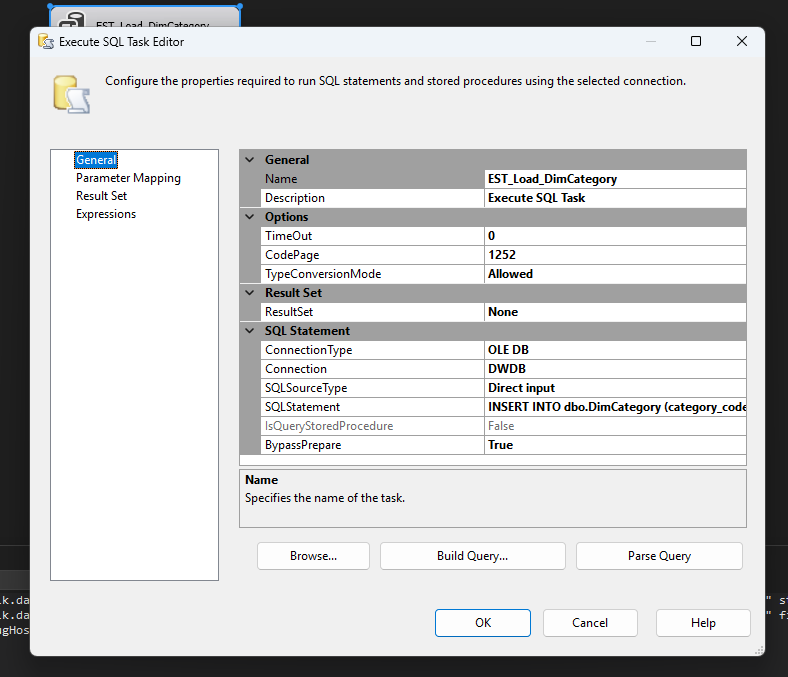 EST_Load_DimCategory
Execute SQL Task Editor
Configure the properties required to run SQL statements and stored procedures using the selected connection.
General
Parameter Mapping
Result Set
Expressions
General
Name EST_Load_DimCategory
Description Execute SQL Task
Options
TimeOut 0
CodePage 1252
TypeConversionMode Allowed
Result Set
ResultSet None
SQL Statement
ConnectionType OLE DB
Connection DWDB
SQLSourceType Direct input
SQLStatement INSERT INTO dbo.DimCategory (category_code
IsQueryStoredProcedure False
BypassPrepare True
Name
Specifies the name of the task.
Browse... Build Query... Parse Query
OK Cancel Help
lk.da " st
lk.da " fi
ngHos